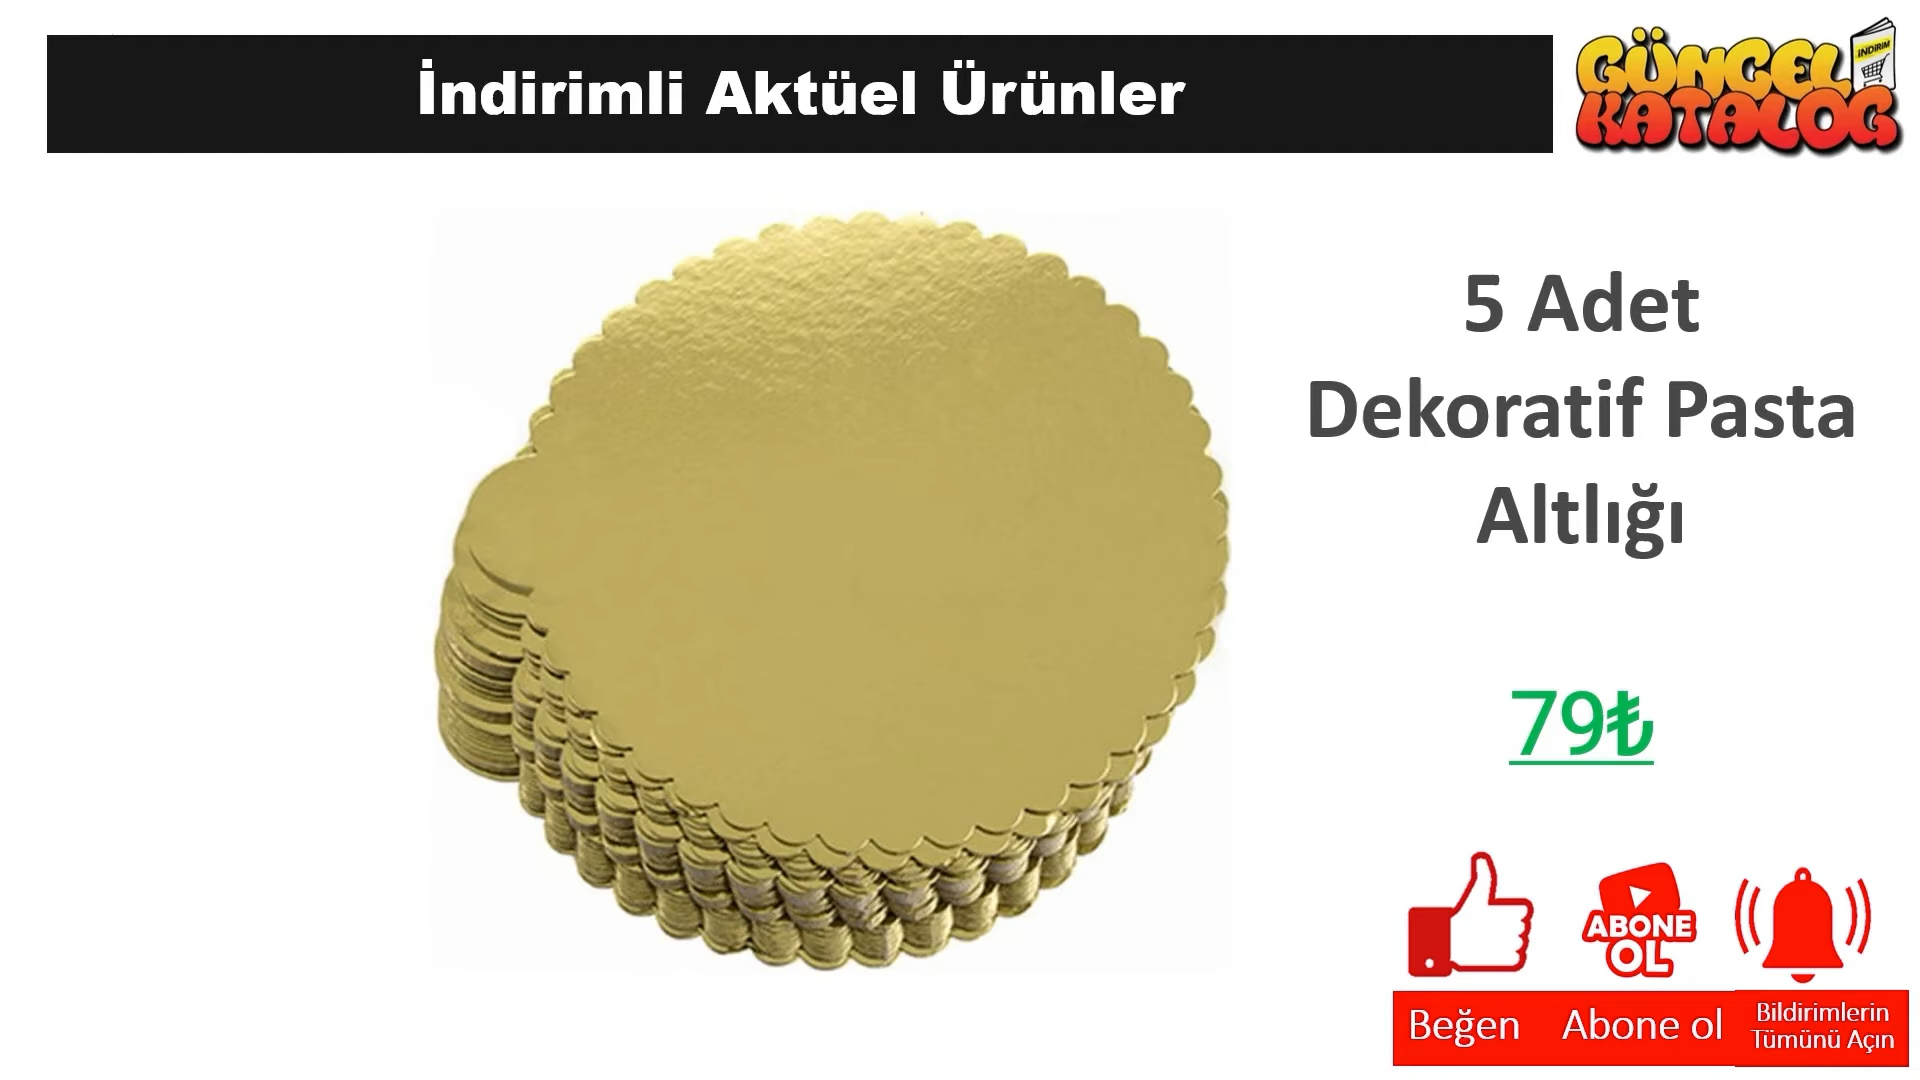 İndirimli Aktüel Ürünler
GÜNCEL
KATALOG
İNDİRİM
5 Adet
Dekoratif Pasta
Altlığı
79₺
ABONE
OL
Beğen
Abone ol
Bildirimlerin
Tümünü Açın